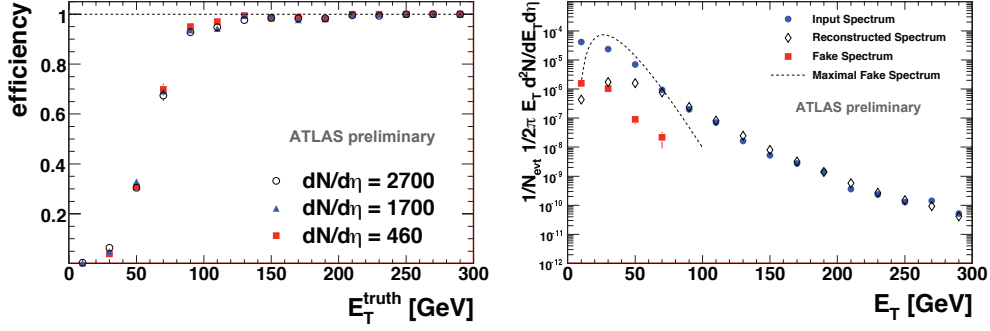 efficiency
1
0.8
0.6
0.4
0.2
ATLAS preliminary
dN/dη = 2700
dN/dη = 1700
dN/dη = 460
0 50 100 150 200 250 300
E_T^truth [GeV]
1/N_evt 1/2π E_T d²N/dE_T dη
10⁻⁴
10⁻⁵
10⁻⁶
10⁻⁷
10⁻⁸
10⁻⁹
10⁻¹⁰
10⁻¹¹
10⁻¹²
Input Spectrum
Reconstructed Spectrum
Fake Spectrum
Maximal Fake Spectrum
ATLAS preliminary
0 50 100 150 200 250 300
E_T [GeV]